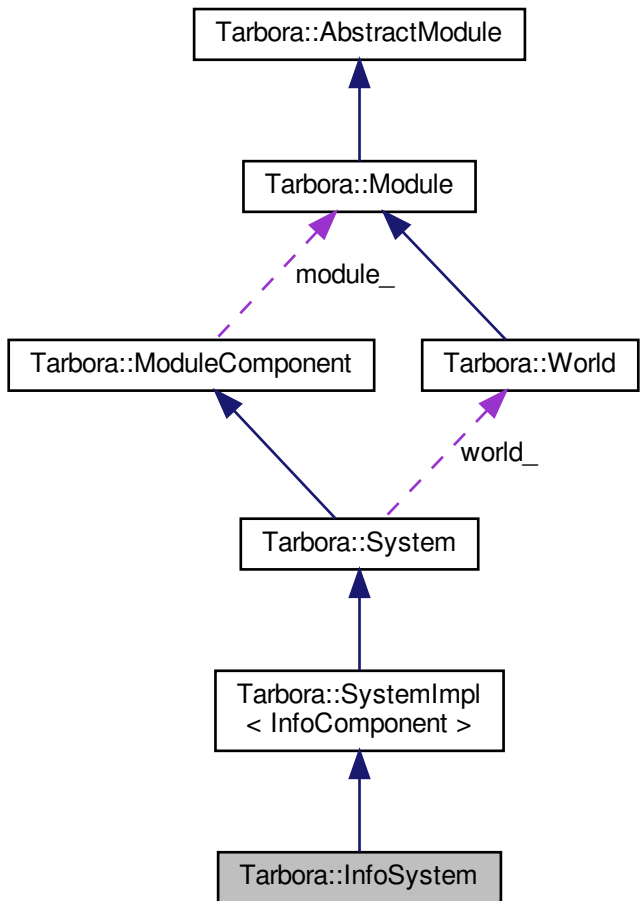 Tarbora::AbstractModule
Tarbora::Module
module_
Tarbora::ModuleComponent
Tarbora::World
world_
Tarbora::System
Tarbora::SystemImpl
< InfoComponent >
Tarbora::InfoSystem